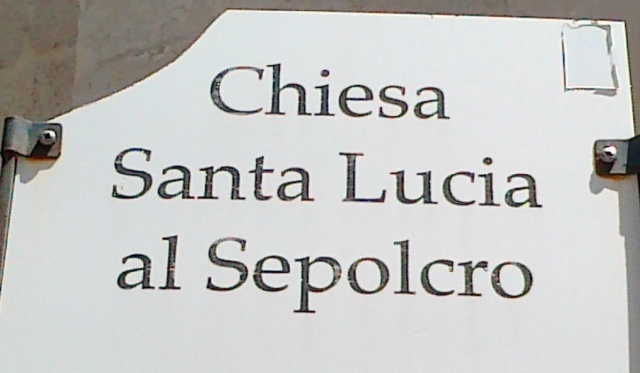 Chiesa
Santa Lucia
al Sepolcro